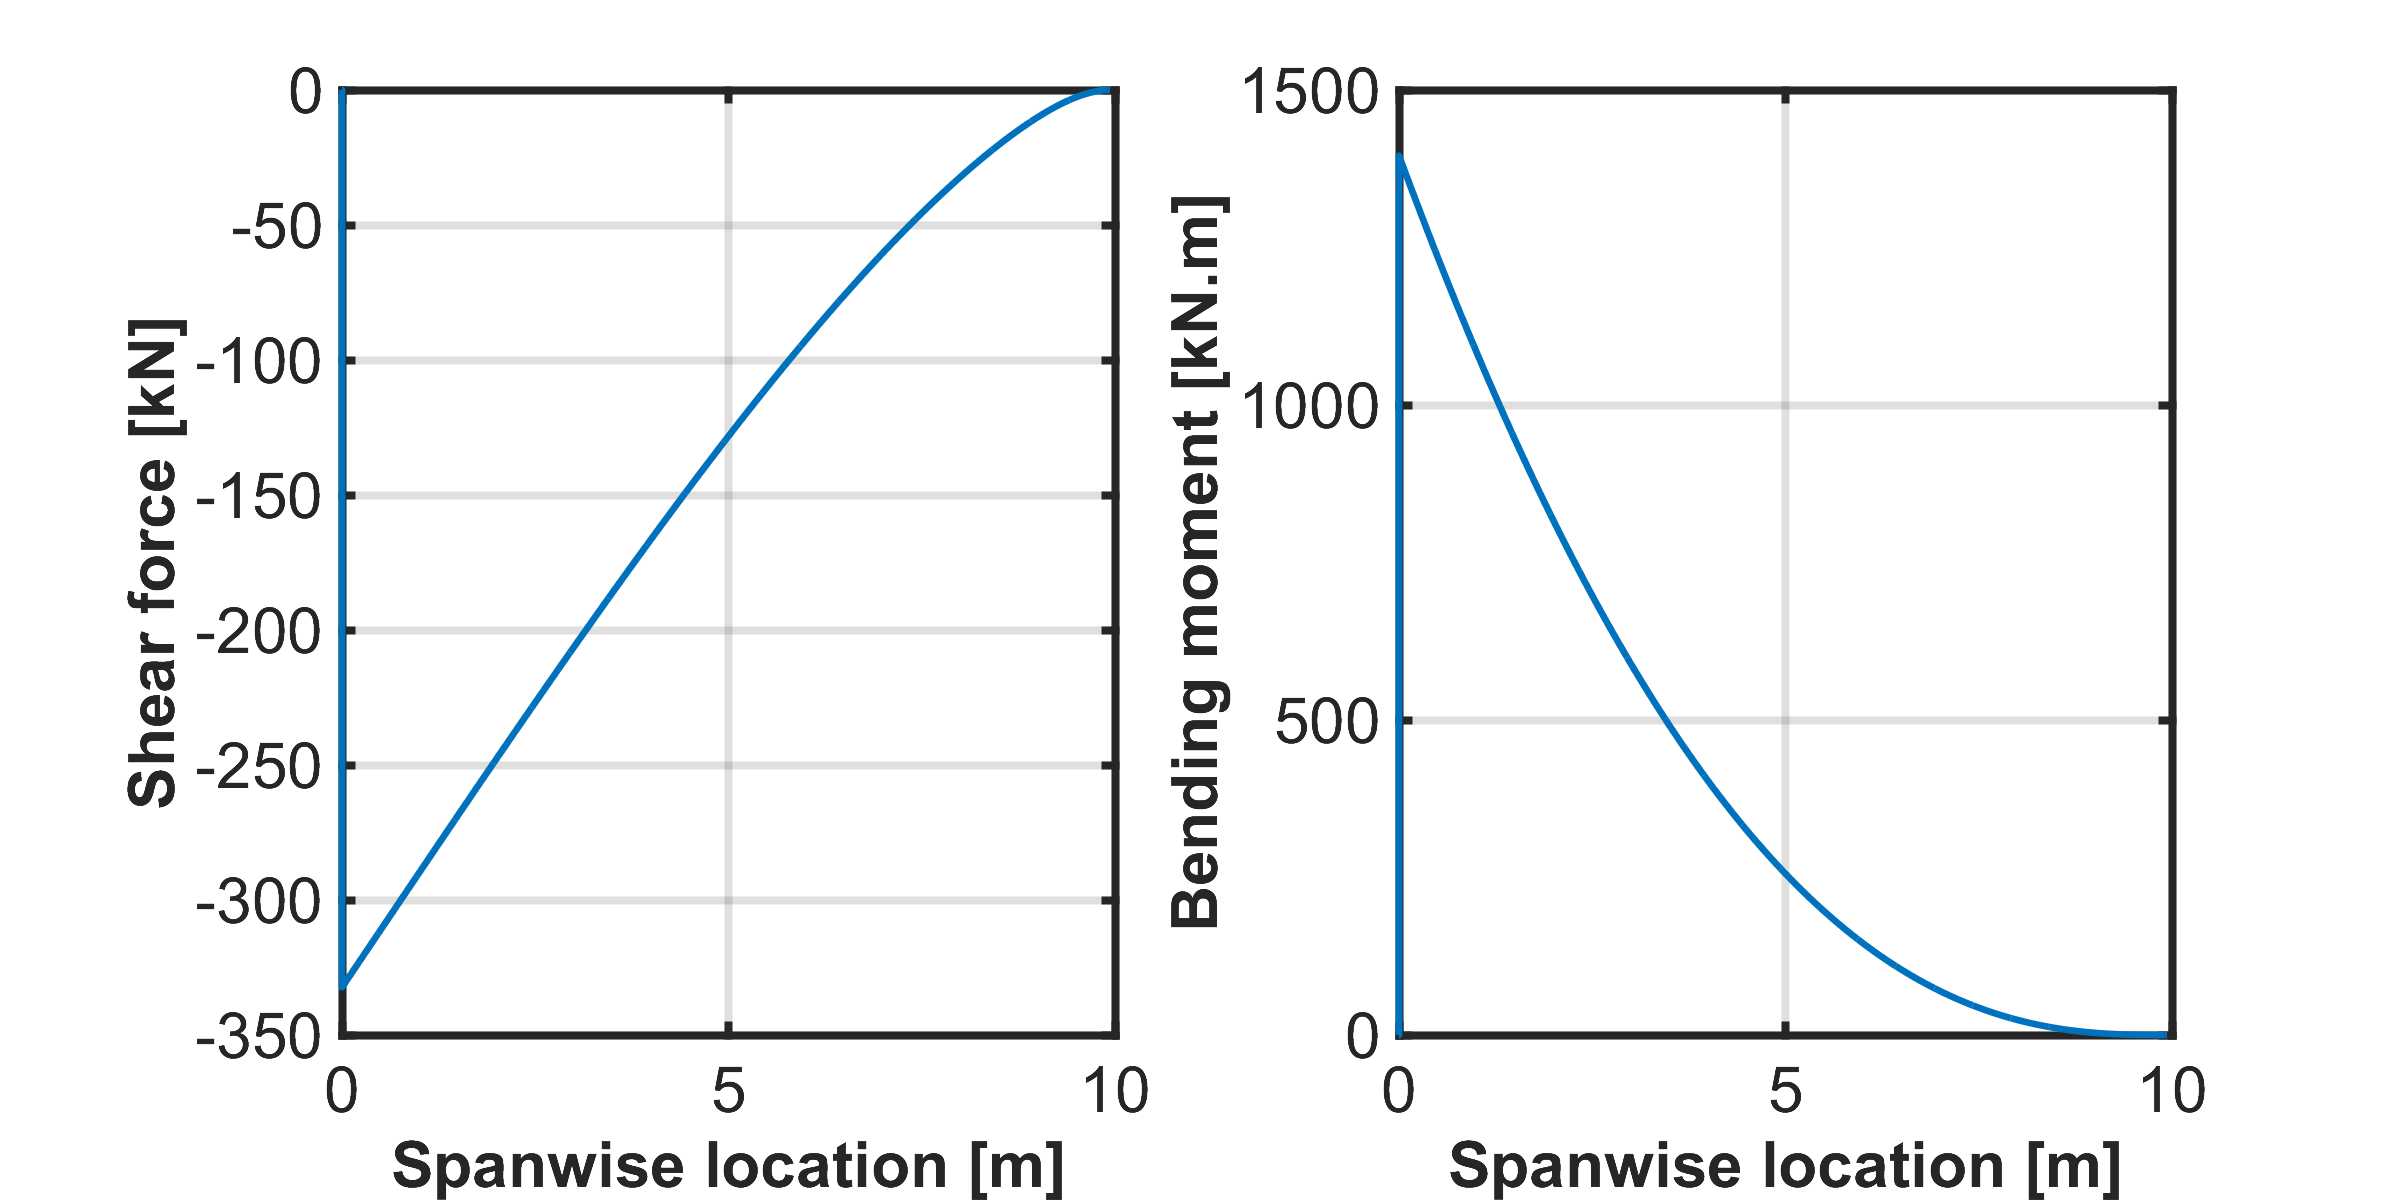 Shear force [kN]
0
-50
-100
-150
-200
-250
-300
-350
0 5 10
Spanwise location [m]
Bending moment [kN.m]
1500
1000
500
0
0 5 10
Spanwise location [m]